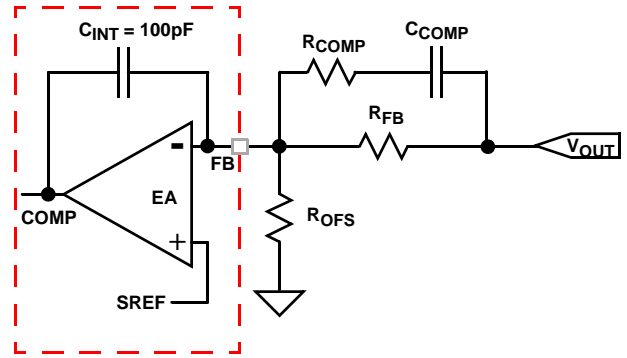 C_INT = 100pF
R_COMP
C_COMP
R_FB
-
FB
V_OUT
EA
COMP
R_OFS
+
SREF